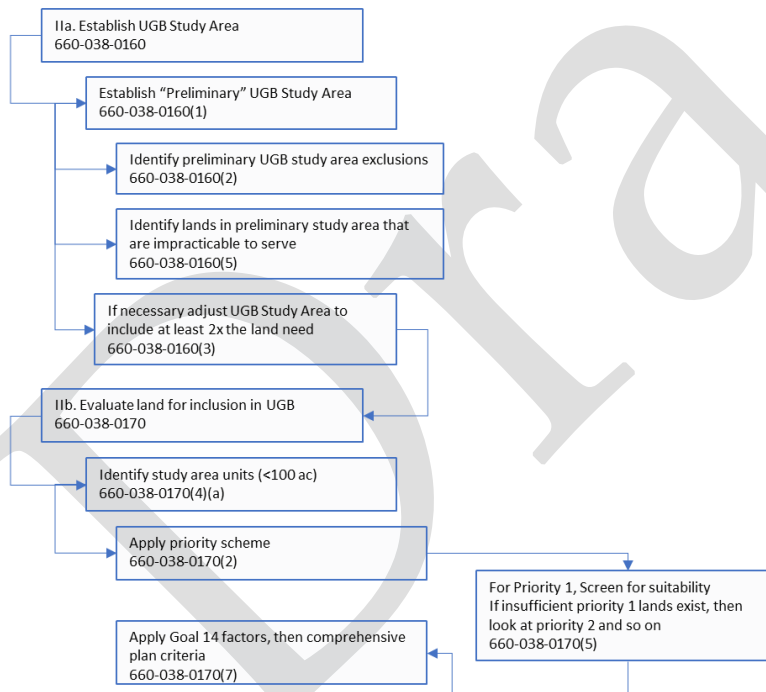 IIa. Establish UGB Study Area
660-038-0160
Establish “Preliminary” UGB Study Area
660-038-0160(1)
Identify preliminary UGB study area exclusions
660-038-0160(2)
Identify lands in preliminary study area that
are impracticable to serve
660-038-0160(5)
If necessary adjust UGB Study Area to
include at least 2x the land need
660-038-0160(3)
IIb. Evaluate land for inclusion in UGB
660-038-0170
Identify study area units (<100 ac)
660-038-0170(4)(a)
Apply priority scheme
660-038-0170(2)
For Priority 1, Screen for suitability
If insufficient priority 1 lands exist, then
look at priority 2 and so on
660-038-0170(5)
Apply Goal 14 factors, then comprehensive
plan criteria
660-038-0170(7)
Dra